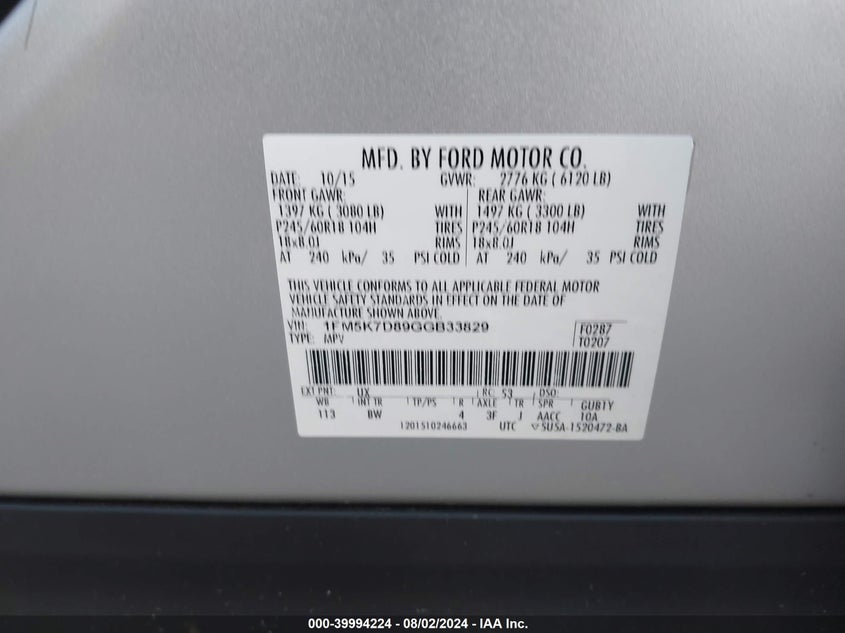 MFD. BY FORD MOTOR CO.
DATE: 10/15 GVWR: 2776 KG ( 6120 LB)
FRONT GAWR: REAR GAWR:
1397 KG ( 3080 LB) WITH 1497 KG ( 3300 LB) WITH
P245/60R18 104H TIRES P245/60R18 104H TIRES
18x8.0J RIMS 18x8.0J RIMS
AT 240 kPa/ 35 PSI COLD AT 240 kPa/ 35 PSI COLD
THIS VEHICLE CONFORMS TO ALL APPLICABLE FEDERAL MOTOR
VEHICLE SAFETY STANDARDS IN EFFECT ON THE DATE OF
MANUFACTURE SHOWN ABOVE.
VIN: 1FM5K7D89GGB33829 F0287
TYPE: MPV T0207
EXT PNT: UX RC: 53 DSO:
WB INT TR TP/PS R AXLE TR SPR GUB1Y
113 BW 4 3F J AACC 10A
1201510246663 UTC ▽SU5A-1520472-BA
000-39994224 - 08/02/2024 - IAA Inc.